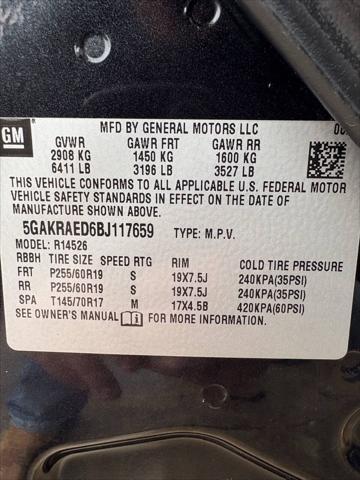 MFD BY GENERAL MOTORS LLC
GM
GVWR GAWR FRT GAWR RR
2908 KG 1450 KG 1600 KG
6411 LB 3196 LB 3527 LB
THIS VEHICLE CONFORMS TO ALL APPLICABLE U.S. FEDERAL MOTOR
VEHICLE SAFETY STANDARDS IN EFFECT ON THE DATE OF
MANUFACTURE SHOWN ABOVE.
5GAKRAED6BJ117659 TYPE: M.P.V.
MODEL: R14526
RBBH TIRE SIZE SPEED RTG RIM COLD TIRE PRESSURE
FRT P255/60R19 S 19X7.5J 240KPA(35PSI)
RR P255/60R19 S 19X7.5J 240KPA(35PSI)
SPA T145/70R17 M 17X4.5B 420KPA(60PSI)
SEE OWNER'S MANUAL FOR MORE INFORMATION.